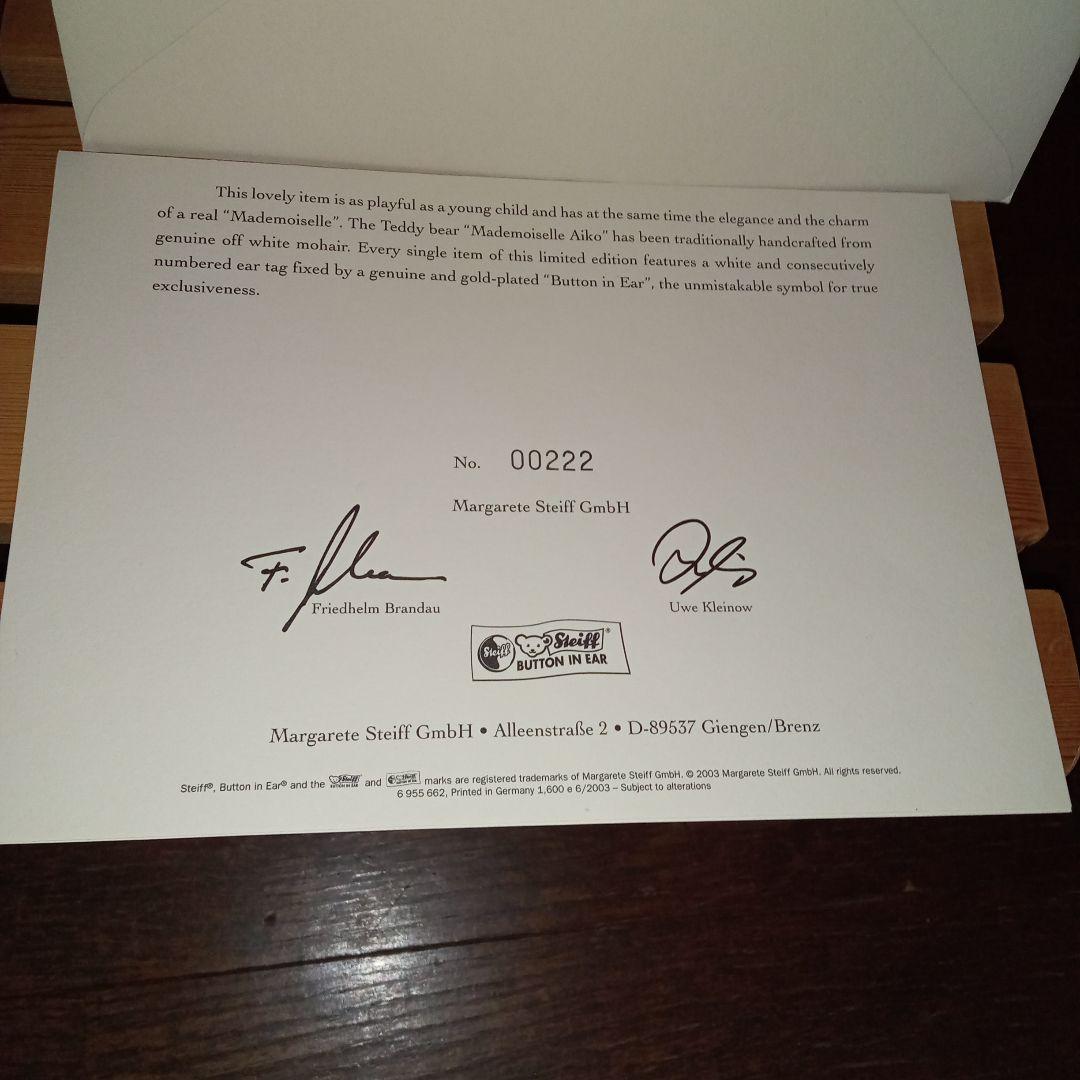 This lovely item is as playful as a young child and has at the same time the elegance and the charm
of a real “Mademoiselle”. The Teddy bear “Mademoiselle Aiko” has been traditionally handcrafted from
genuine off white mohair. Every single item of this limited edition features a white and consecutively
numbered ear tag fixed by a genuine and gold-plated “Button in Ear”, the unmistakable symbol for true
exclusiveness.
No. 00222
Margarete Steiff GmbH
Friedhelm Brandau
Uwe Kleinow
Steiff Steiff®
BUTTON IN EAR
Margarete Steiff GmbH • Alleenstraße 2 • D-89537 Giengen/Brenz
Steiff®, Button in Ear® and the Steiff BUTTON IN EAR and Steiff marks are registered trademarks of Margarete Steiff GmbH. © 2003 Margarete Steiff GmbH. All rights reserved.
6 955 662, Printed in Germany 1,600 e 6/2003 – Subject to alterations